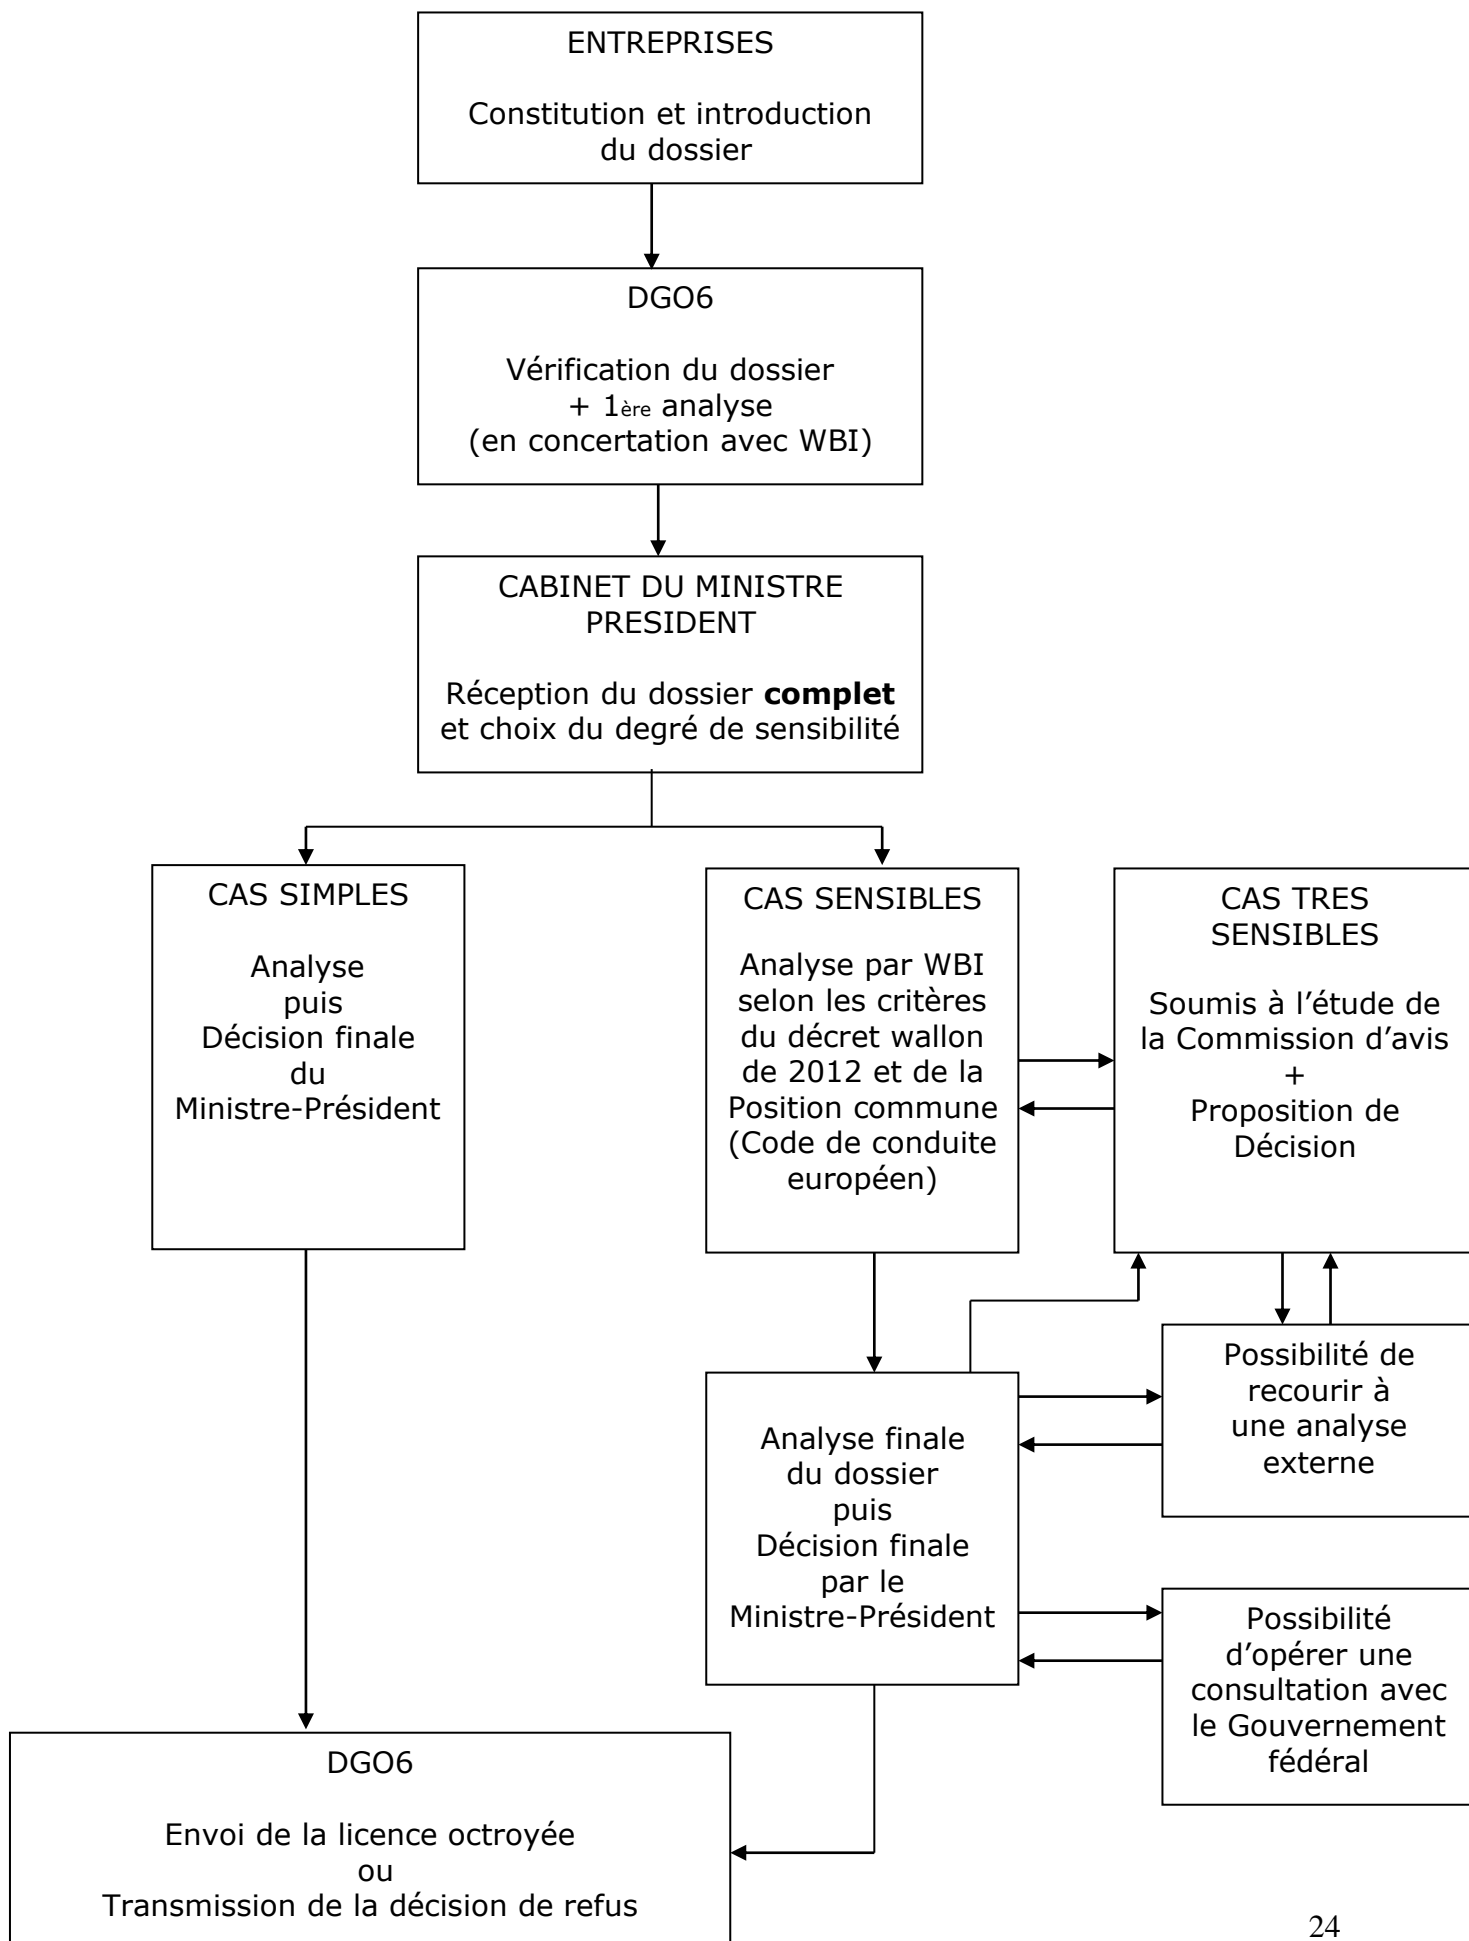 ENTREPRISES
Constitution et introduction
du dossier
DGO6
Vérification du dossier
+ 1ère analyse
(en concertation avec WBI)
CABINET DU MINISTRE
PRESIDENT
Réception du dossier complet
et choix du degré de sensibilité
CAS SIMPLES
Analyse
puis
Décision finale
du
Ministre-Président
CAS SENSIBLES
Analyse par WBI
selon les critères
du décret wallon
de 2012 et de la
Position commune
(Code de conduite
européen)
CAS TRES
SENSIBLES
Soumis à l’étude de
la Commission d’avis
+
Proposition de
Décision
Analyse finale
du dossier
puis
Décision finale
par le
Ministre-Président
Possibilité de
recourir à
une analyse
externe
Possibilité
d’opérer une
consultation avec
le Gouvernement
fédéral
DGO6
Envoi de la licence octroyée
ou
Transmission de la décision de refus
24